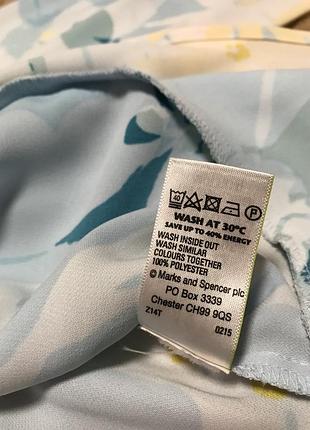 40 P
WASH AT 30°C
SAVE UP TO 40% ENERGY
WASH INSIDE OUT
WASH SIMILAR
COLOURS TOGETHER
100% POLYESTER
© Marks and Spencer plc
PO Box 3339
Chester CH99 9QS
Z14T 0215